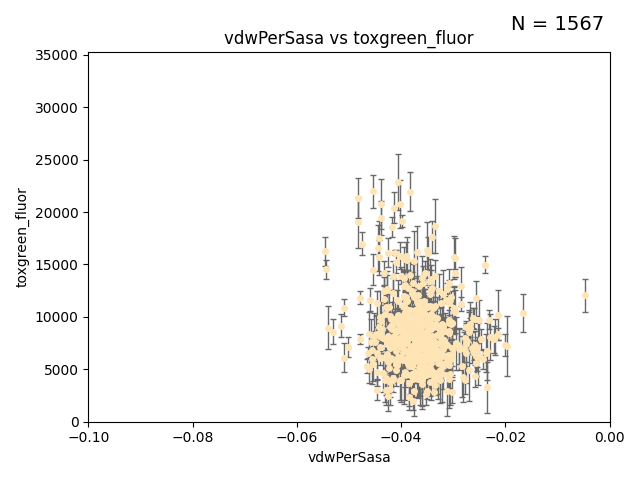 N = 1567
vdwPerSasa vs toxgreen_fluor
35000
30000
25000
20000
15000
10000
5000
0
toxgreen_fluor
−0.10 −0.08 −0.06 −0.04 −0.02 0.00
vdwPerSasa